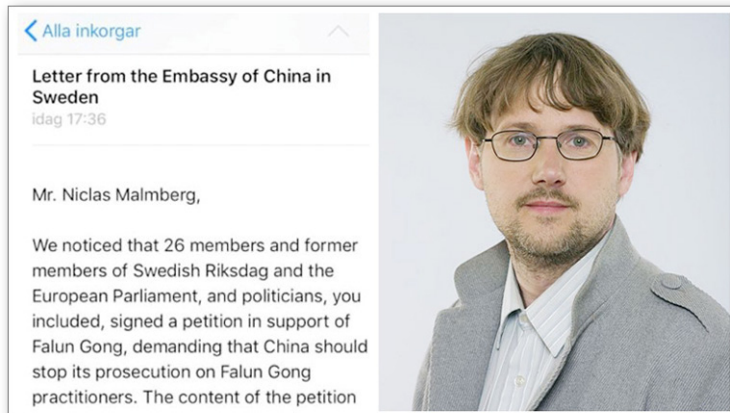 Alla inkorgar
Letter from the Embassy of China in
Sweden
idag 17:36
Mr. Niclas Malmberg,
We noticed that 26 members and former
members of Swedish Riksdag and the
European Parliament, and politicians, you
included, signed a petition in support of
Falun Gong, demanding that China should
stop its prosecution on Falun Gong
practitioners. The content of the petition